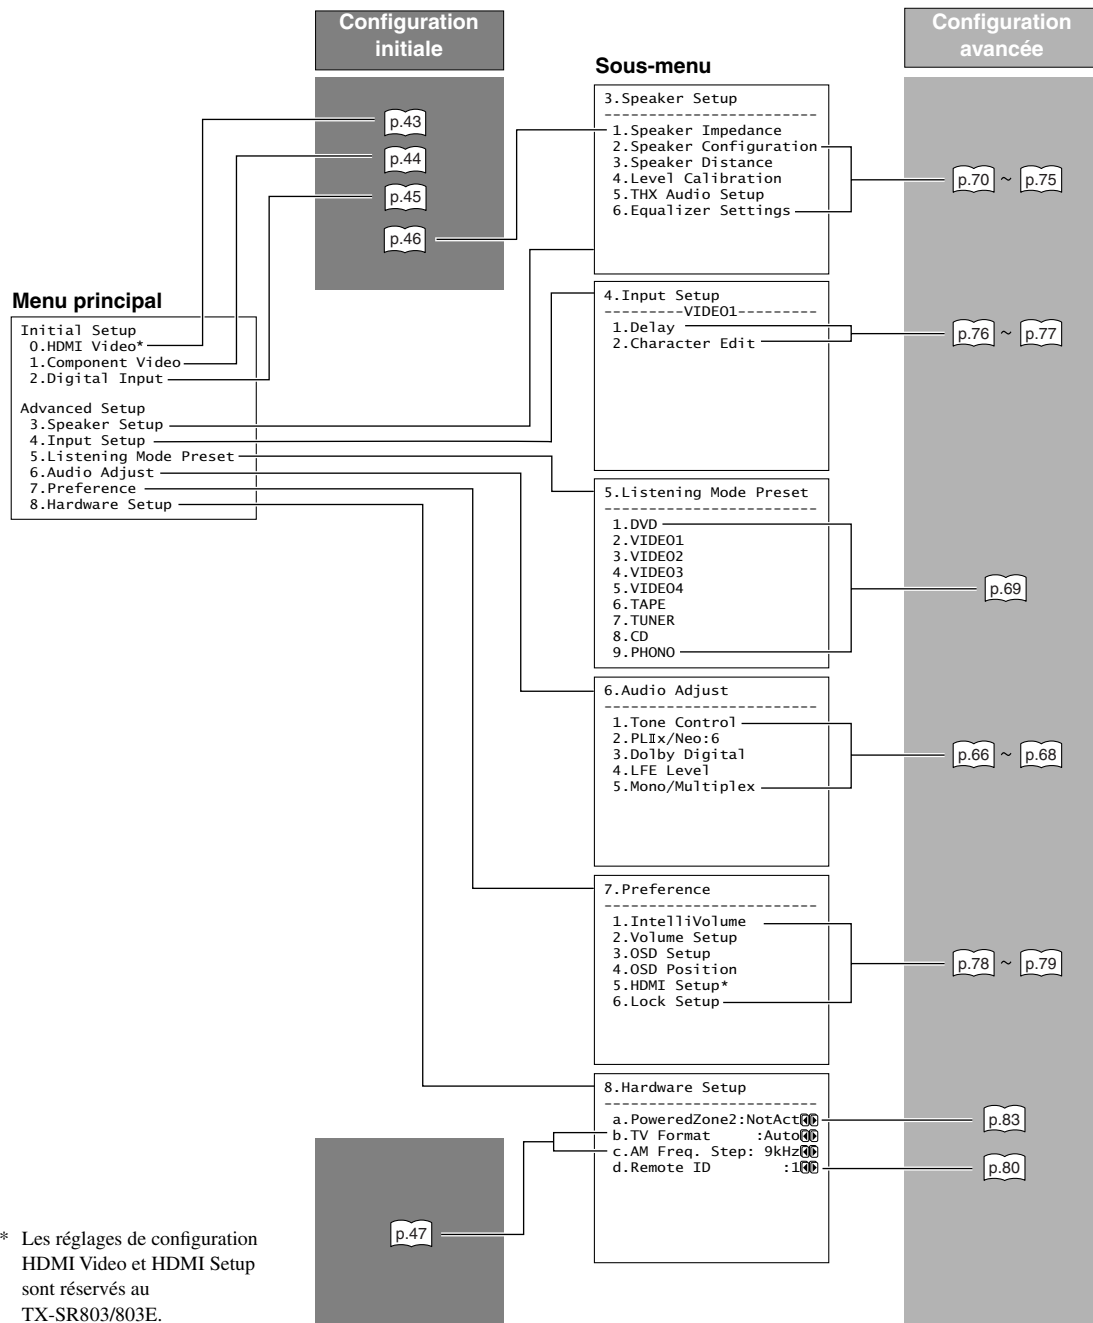 Configuration
initiale
Configuration
avancée
Sous-menu
p.43
p.44
p.45
p.46
3.Speaker Setup
--------------------------
1.Speaker Impedance
2.Speaker Configuration
3.Speaker Distance
4.Level Calibration
5.THX Audio Setup
6.Equalizer Settings
p.70 ~ p.75
Menu principal
Initial Setup
0.HDMI Video*
1.Component Video
2.Digital Input
Advanced Setup
3.Speaker Setup
4.Input Setup
5.Listening Mode Preset
6.Audio Adjust
7.Preference
8.Hardware Setup
4.Input Setup
---------VIDEO1---------
1.Delay
2.Character Edit
p.76 ~ p.77
5.Listening Mode Preset
--------------------------
1.DVD
2.VIDEO1
3.VIDEO2
4.VIDEO3
5.VIDEO4
6.TAPE
7.TUNER
8.CD
9.PHONO
p.69
6.Audio Adjust
--------------------------
1.Tone Control
2.PLIIx/Neo:6
3.Dolby Digital
4.LFE Level
5.Mono/Multiplex
p.66 ~ p.68
7.Preference
--------------------------
1.IntelliVolume
2.Volume Setup
3.OSD Setup
4.OSD Position
5.HDMI Setup*
6.Lock Setup
p.78 ~ p.79
8.Hardware Setup
--------------------------
a.PoweredZone2:NotAct
b.TV Format :Auto
c.AM Freq. Step: 9kHz
d.Remote ID :1
p.83
p.80
p.47
* Les réglages de configuration
HDMI Video et HDMI Setup
sont réservés au
TX-SR803/803E.